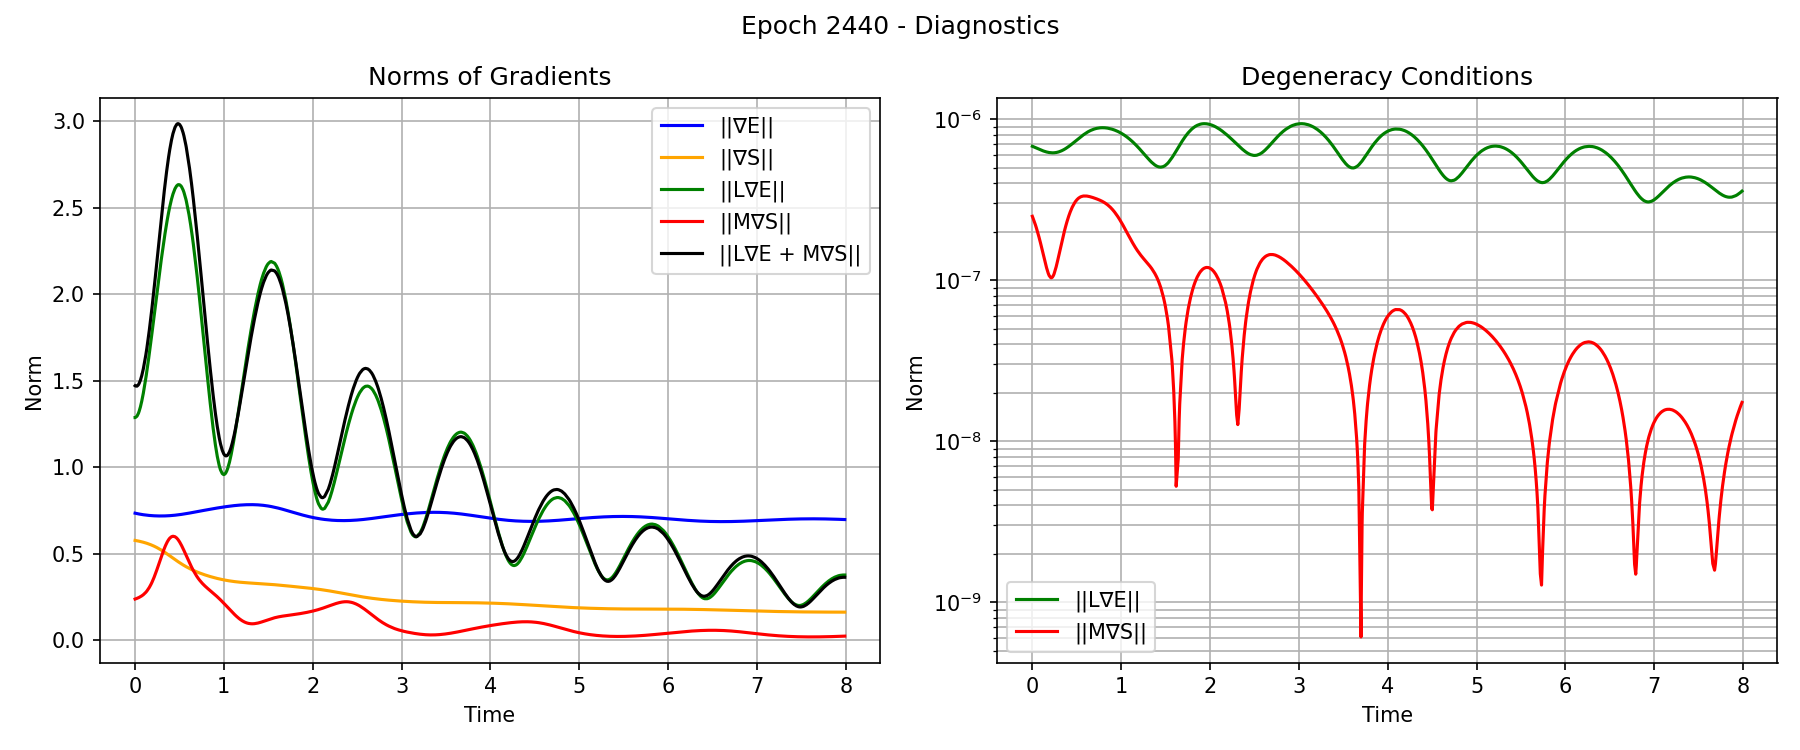 Epoch 2440 - Diagnostics
Norms of Gradients
Norm
3.0
2.5
2.0
1.5
1.0
0.5
0.0
||∇E||
||∇S||
||L∇E||
||M∇S||
||L∇E + M∇S||
0 1 2 3 4 5 6 7 8
Time
Degeneracy Conditions
Norm
10⁻⁶
10⁻⁷
10⁻⁸
10⁻⁹
||L∇E||
||M∇S||
0 1 2 3 4 5 6 7 8
Time